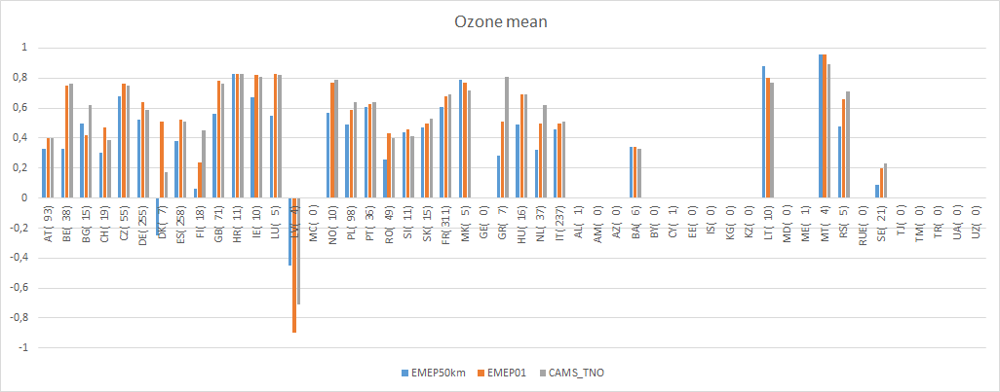 Ozone mean
1
0,8
0,6
0,4
0,2
0
-0,2
-0,4
-0,6
-0,8
-1
AT( 93)
BE( 38)
BG( 15)
CH( 19)
CZ( 55)
DE( 255)
DK( 7)
ES( 258)
FI( 18)
GB( 71)
HR( 11)
IE( 10)
LU( 5)
LV( 4)
MC( 0)
NO( 10)
PL( 98)
PT( 36)
RO( 49)
SI( 11)
SK( 15)
FR( 311)
MK( 5)
GE( 0)
GR( 7)
HU( 16)
NL( 37)
IT( 237)
AL( 1)
AM( 0)
AZ( 0)
BA( 6)
BY( 0)
CY( 1)
EE( 0)
IS( 0)
KG( 0)
KZ( 0)
LT( 10)
MD( 0)
ME( 1)
MT( 4)
RS( 5)
RUE( 0)
SE( 21)
TJ( 0)
TM( 0)
TR( 0)
UA( 0)
UZ( 0)
EMEP50km EMEP01 CAMS_TNO